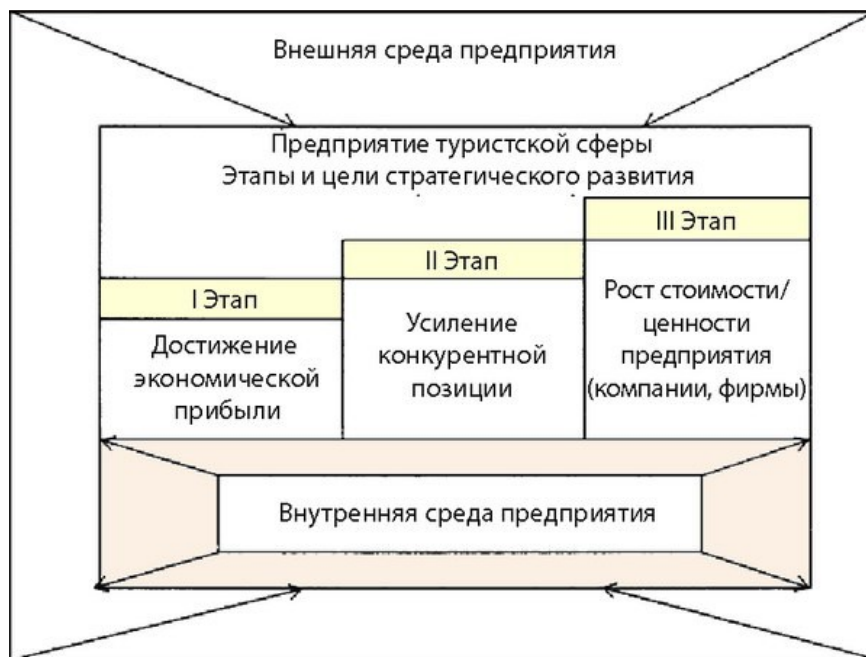 Внешняя среда предприятия
Предприятие туристской сферы
Этапы и цели стратегического развития
I Этап
Достижение
экономической
прибыли
II Этап
Усиление
конкурентной
позиции
III Этап
Рост стоимости/
ценности
предприятия
(компании, фирмы)
Внутренняя среда предприятия